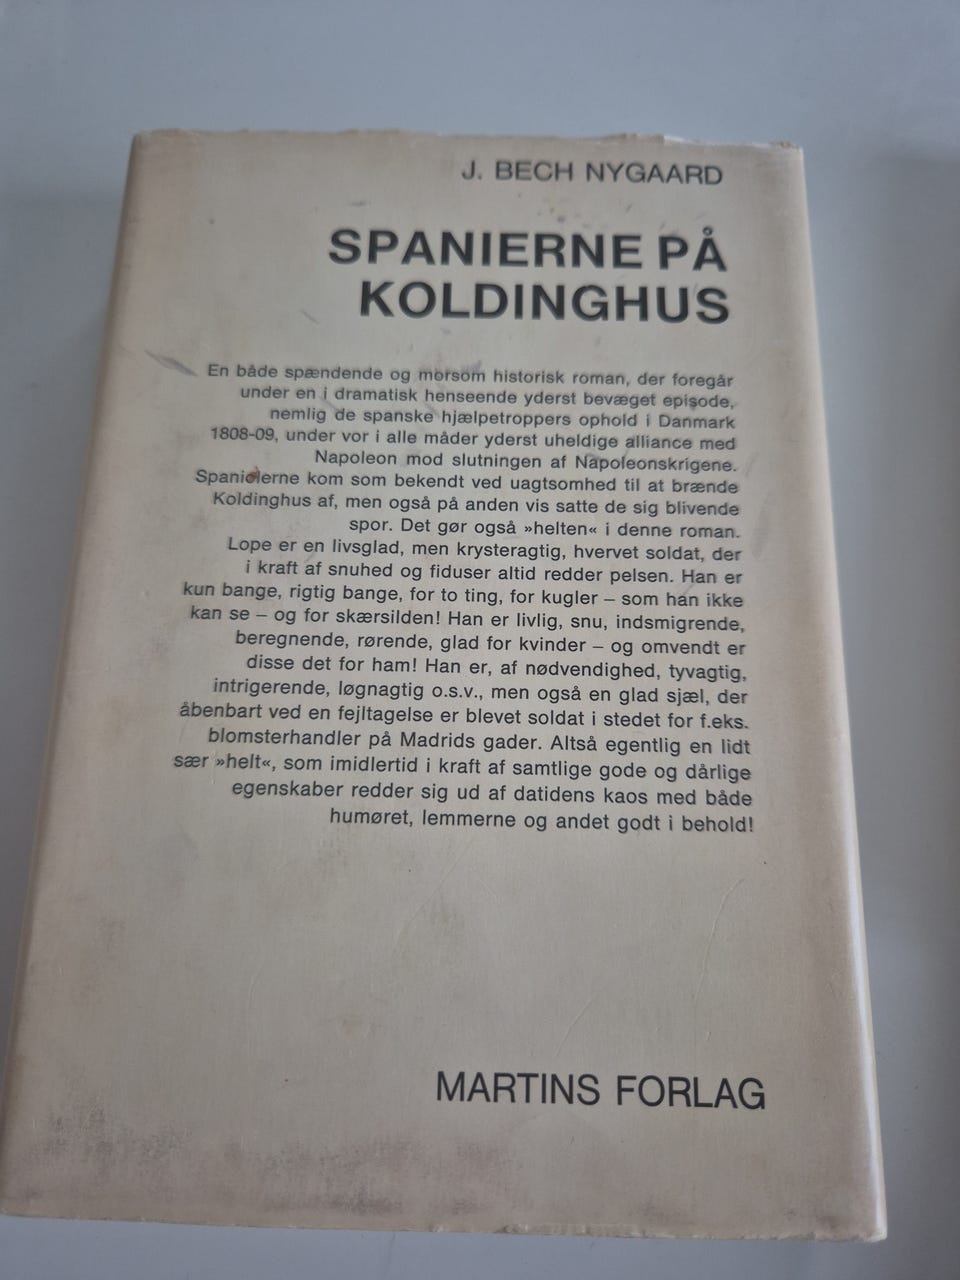 J. BECH NYGAARD
SPANIERNE PÅ
KOLDINGHUS
En både spændende og morsom historisk roman, der foregår
under en i dramatisk henseende yderst bevæget episode,
nemlig de spanske hjælpetroppers ophold i Danmark
1808-09, under vor i alle måder yderst uheldige alliance med
Napoleon mod slutningen af Napoleonskrigene.
Spaniolerne kom som bekendt ved uagtsomhed til at brænde
Koldinghus af, men også på anden vis satte de sig blivende
spor. Det gør også »helten« i denne roman.
Lope er en livsglad, men krysteragtig, hvervet soldat, der
i kraft af snuhed og fiduser altid redder pelsen. Han er
kun bange, rigtig bange, for to ting, for kugler – som han ikke
kan se – og for skærsilden! Han er livlig, snu, indsmigrende,
beregnende, rørende, glad for kvinder – og omvendt er
disse det for ham! Han er, af nødvendighed, tyvagtig,
intrigerende, løgnagtig o.s.v., men også en glad sjæl, der
åbenbart ved en fejltagelse er blevet soldat i stedet for f.eks.
blomsterhandler på Madrids gader. Altså egentlig en lidt
sær »helt«, som imidlertid i kraft af samtlige gode og dårlige
egenskaber redder sig ud af datidens kaos med både
humøret, lemmerne og andet godt i behold!
MARTINS FORLAG